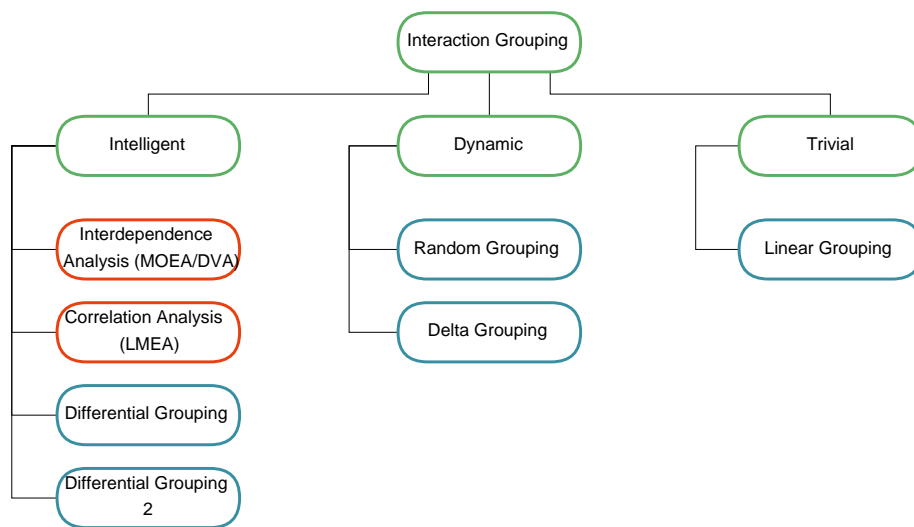 Interaction Grouping
Intelligent
Dynamic
Trivial
Interdependence
Analysis (MOEA/DVA)
Random Grouping
Linear Grouping
Correlation Analysis
(LMEA)
Delta Grouping
Differential Grouping
Differential Grouping
2